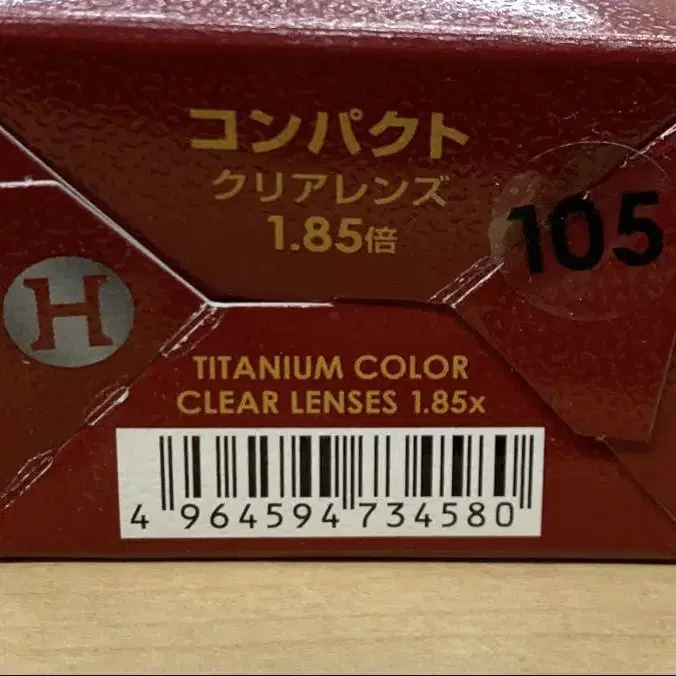 コンパクト
クリアレンズ
1.85倍
105
H
TITANIUM COLOR
CLEAR LENSES 1.85x
4 964594 734580